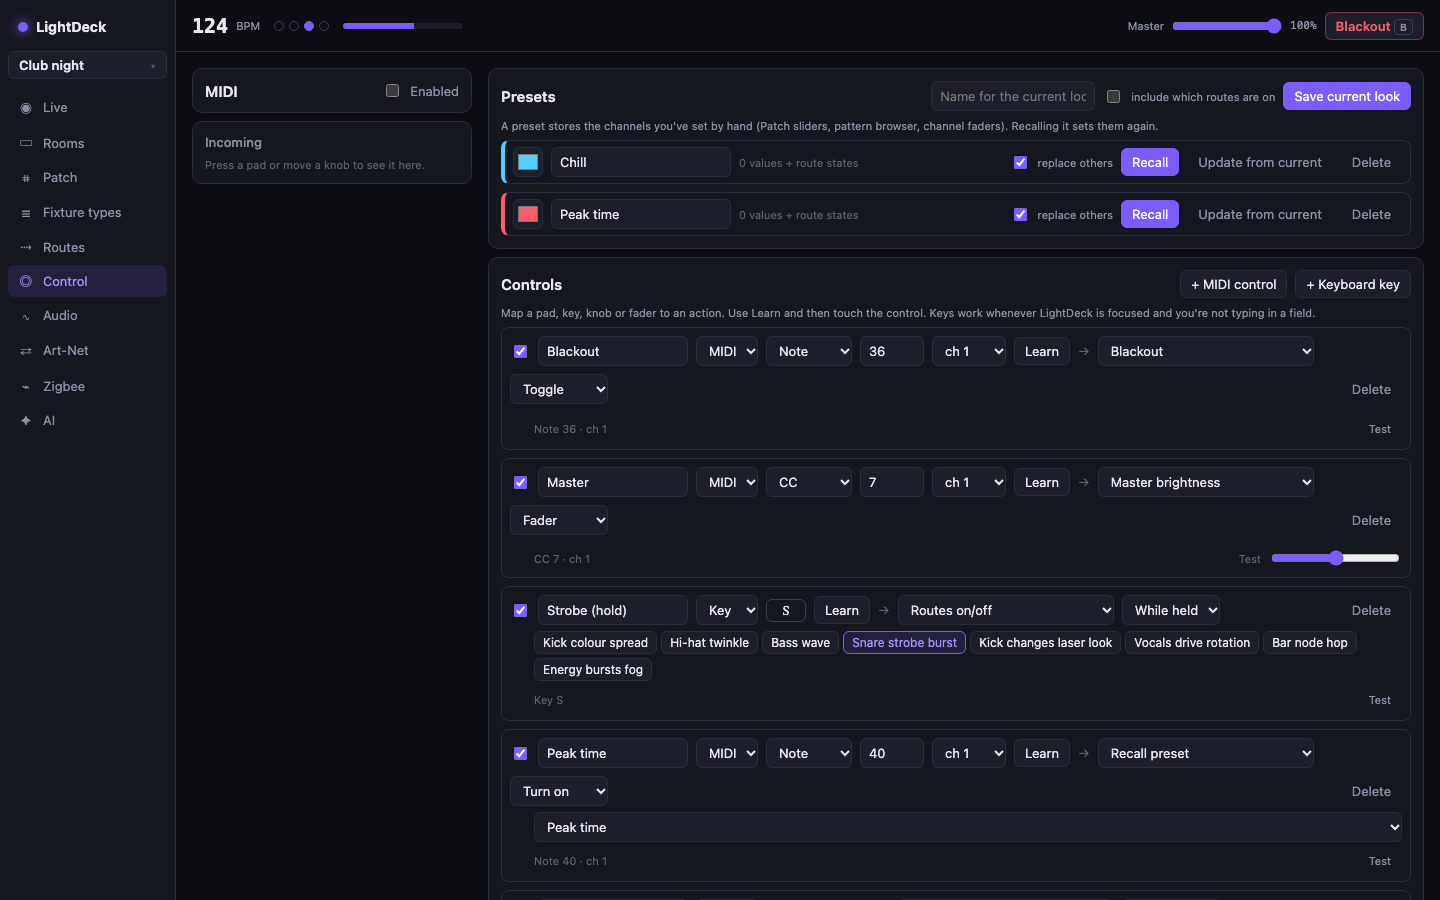 LightDeck
Club night
Live
Rooms
Patch
Fixture types
Routes
Control
Audio
Art-Net
Zigbee
AI
124 BPM
Master 100% Blackout B
MIDI Enabled
Incoming
Press a pad or move a knob to see it here.
Presets Name for the current loc include which routes are on Save current look
A preset stores the channels you've set by hand (Patch sliders, pattern browser, channel faders). Recalling it sets them again.
Chill 0 values + route states replace others Recall Update from current Delete
Peak time 0 values + route states replace others Recall Update from current Delete
Controls + MIDI control + Keyboard key
Map a pad, key, knob or fader to an action. Use Learn and then touch the control. Keys work whenever LightDeck is focused and you're not typing in a field.
Blackout MIDI Note 36 ch 1 Learn → Blackout
Toggle Delete
Note 36 · ch 1 Test
Master MIDI CC 7 ch 1 Learn → Master brightness
Fader Delete
CC 7 · ch 1 Test
Strobe (hold) Key S Learn → Routes on/off While held Delete
Kick colour spread Hi-hat twinkle Bass wave Snare strobe burst Kick changes laser look Vocals drive rotation Bar node hop
Energy bursts fog
Key S Test
Peak time MIDI Note 40 ch 1 Learn → Recall preset
Turn on Delete
Peak time
Note 40 · ch 1 Test